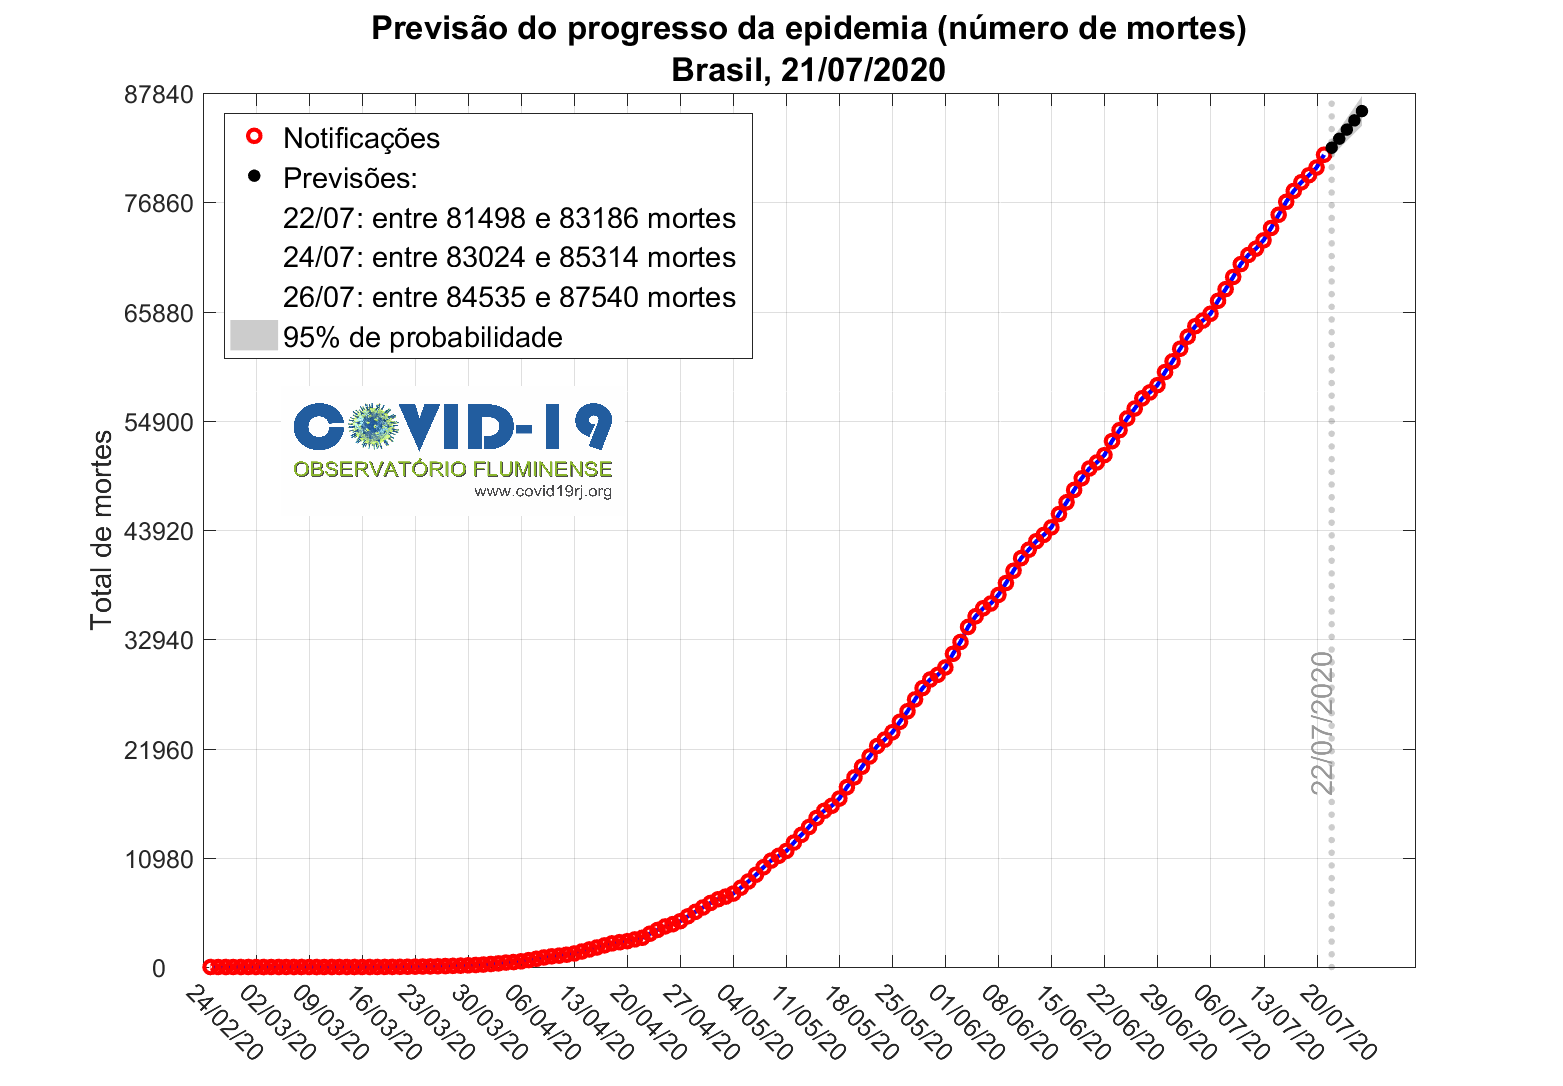 Previsão do progresso da epidemia (número de mortes)
Brasil, 21/07/2020
87840
76860
65880
54900
43920
32940
21960
10980
0
Total de mortes
Notificações
Previsões:
22/07: entre 81498 e 83186 mortes
24/07: entre 83024 e 85314 mortes
26/07: entre 84535 e 87540 mortes
95% de probabilidade
COVID-19
OBSERVATÓRIO FLUMINENSE
www.covid19rj.org
22/07/2020
24/02/20
02/03/20
09/03/20
16/03/20
23/03/20
30/03/20
06/04/20
13/04/20
20/04/20
27/04/20
04/05/20
11/05/20
18/05/20
25/05/20
01/06/20
08/06/20
15/06/20
22/06/20
29/06/20
06/07/20
13/07/20
20/07/20